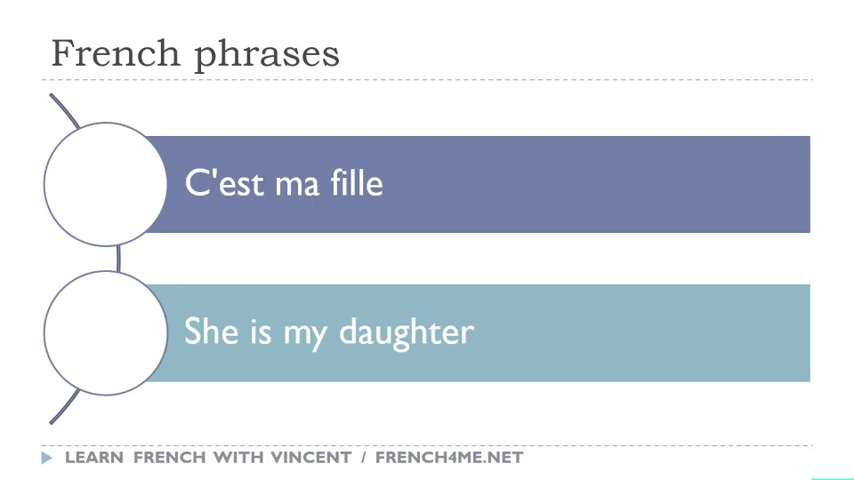 French phrases
C'est ma fille
She is my daughter
LEARN FRENCH WITH VINCENT / FRENCH4ME.NET